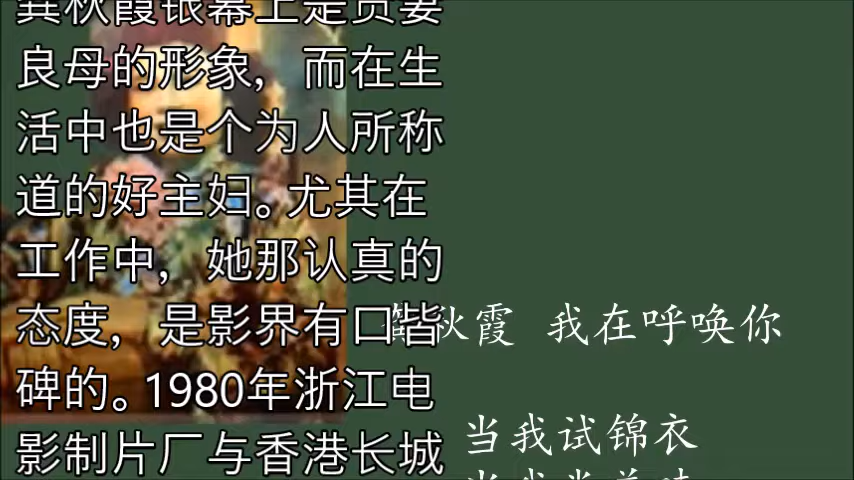 龚秋霞银幕上是贤妻
良母的形象，而在生
活中也是个为人所称
道的好主妇。尤其在
工作中，她那认真的
态度，是影界有口皆
碑的。1980年浙江电
影制片厂与香港长城
龚秋霞 我在呼唤你
当我试锦衣